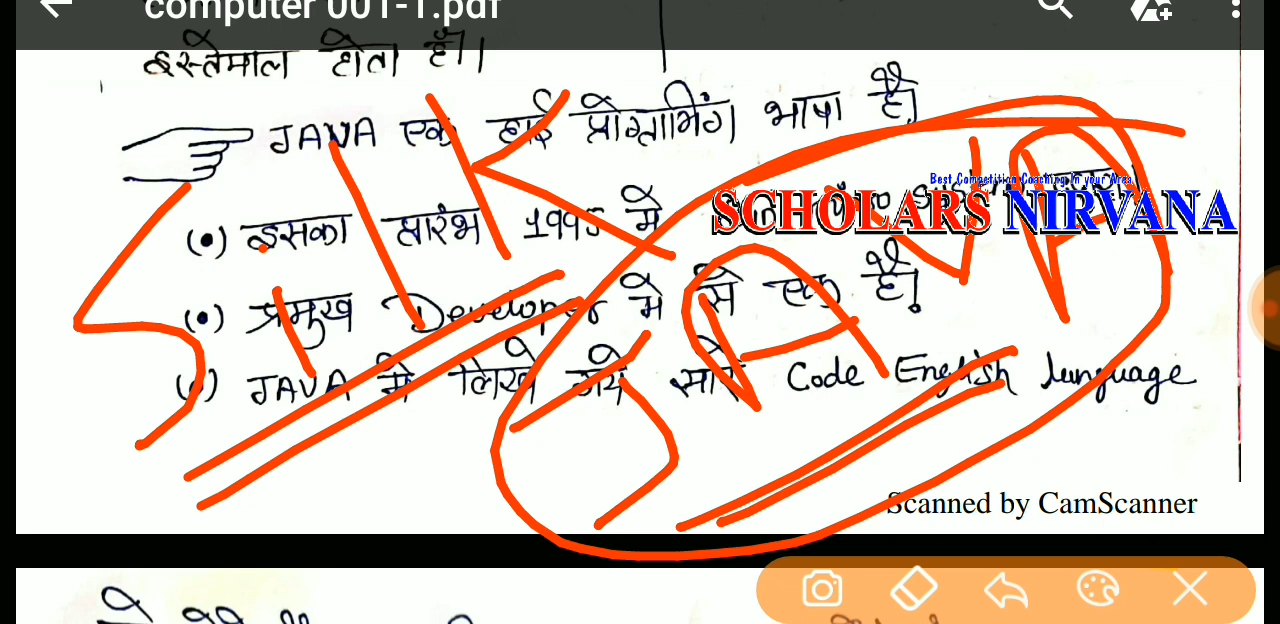 computer 001-1.pdf
इस्तेमाल होता है।
JAVA एक हाई प्रोग्रामिंग भाषा है।
Best Competition Coaching in your Area
SCHOLARS NIRVANA
(•) इसका प्रारंभ 1995 मे
(•) प्रमुख Developer मे से एक है।
(•) JAVA मे लिखे गये सारे Code English language
Scanned by CamScanner